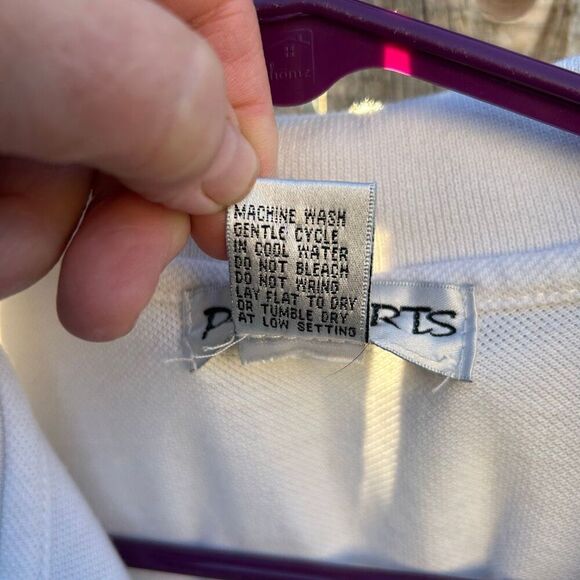 MACHINE WASH
GENTLE CYCLE
IN COOL WATER
DO NOT BLEACH
DO NOT WRING
LAY FLAT TO DRY
OR TUMBLE DRY
AT LOW SETTING